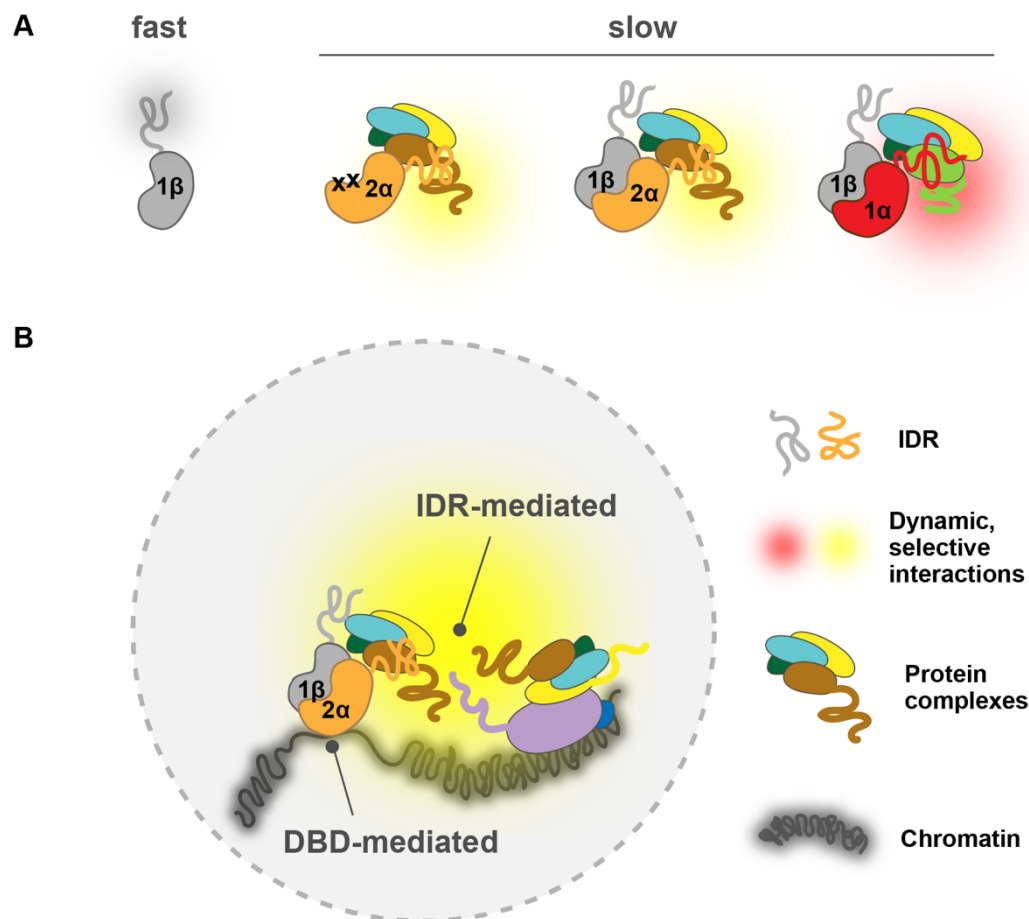 A
fast
slow
1β
xx 2α
1β
2α
1β
1α
B
IDR-mediated
1β
2α
DBD-mediated
IDR
Dynamic,
selective
interactions
Protein
complexes
Chromatin